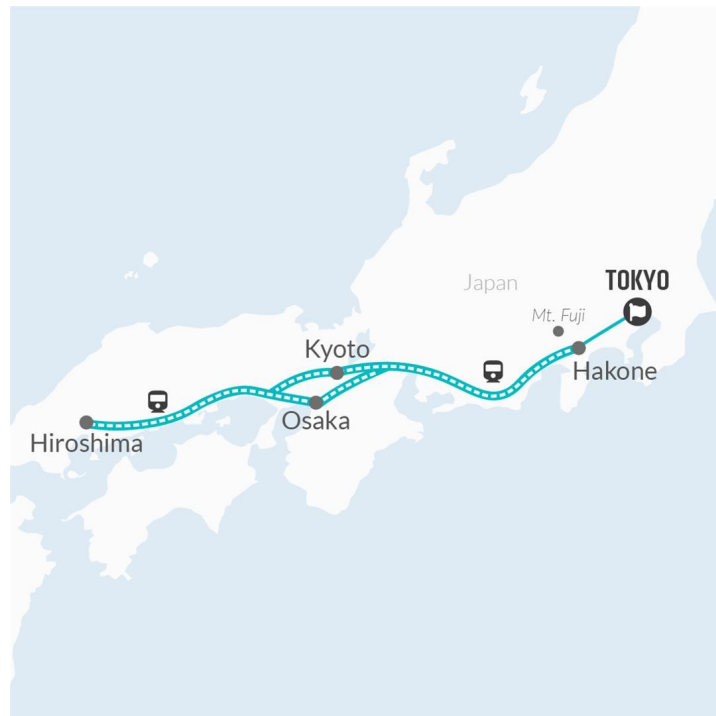 TOKYO
Japan
Mt. Fuji
Kyoto
Hakone
Osaka
Hiroshima